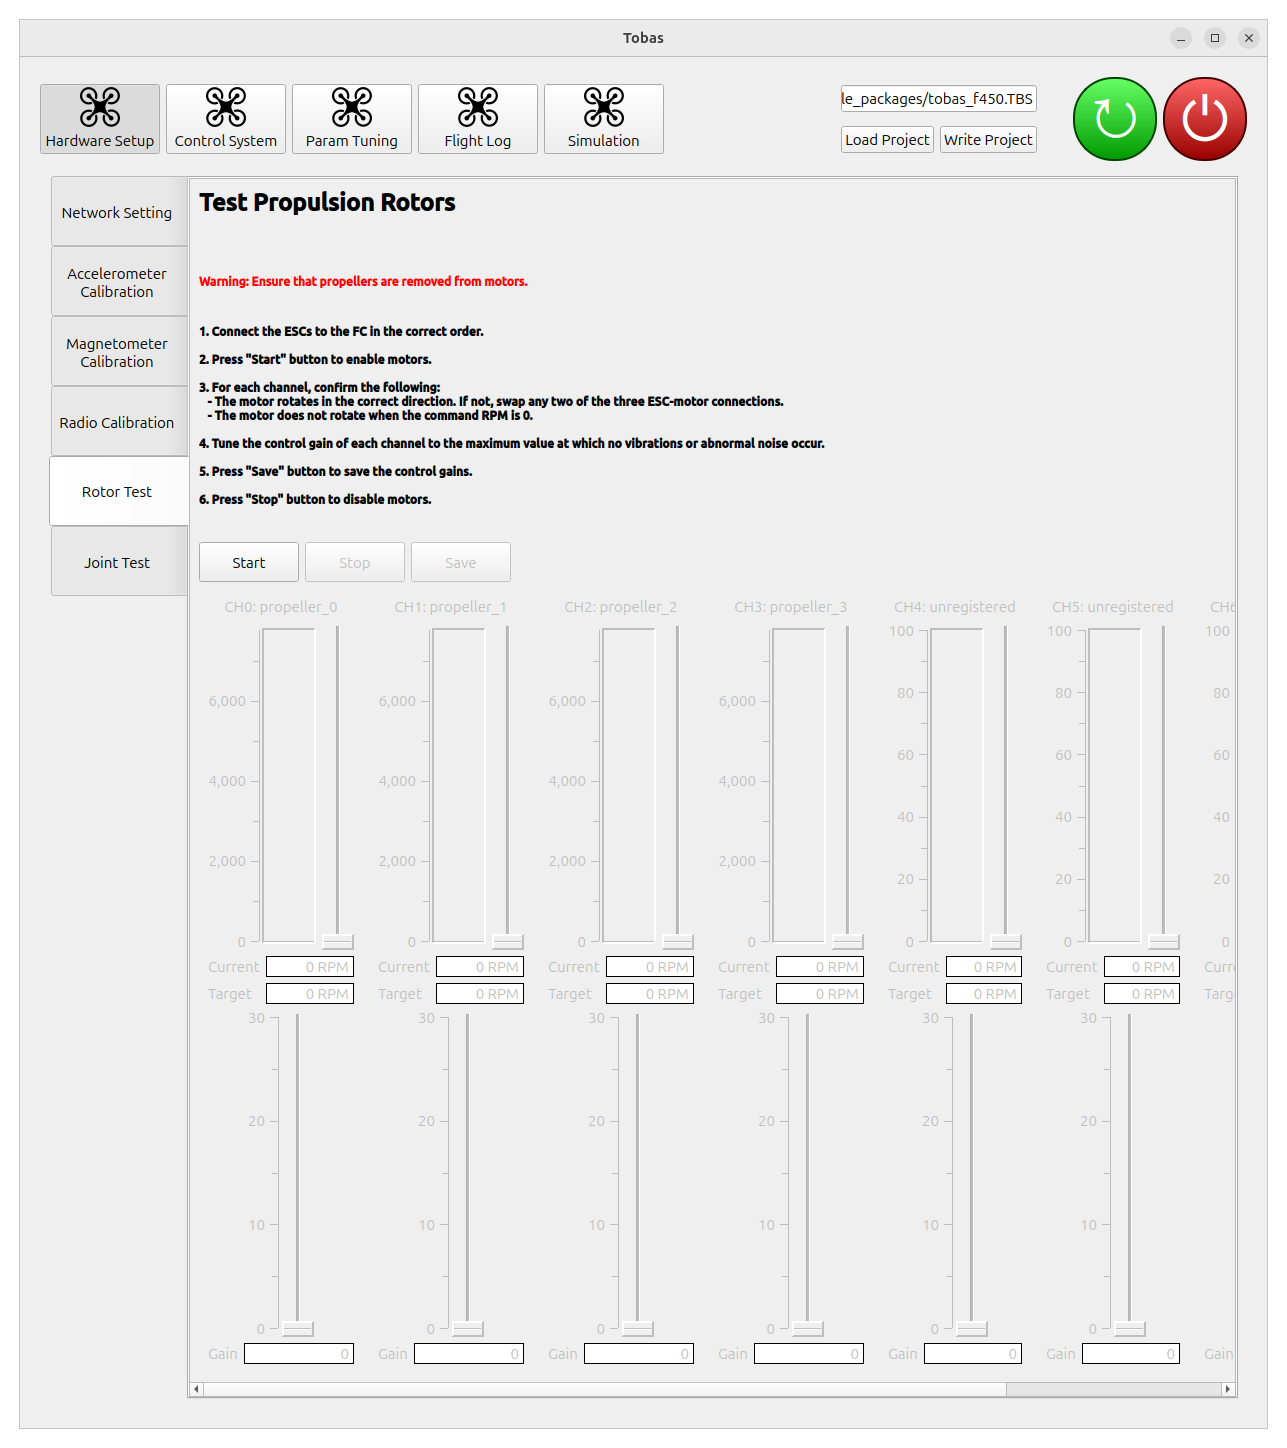 Tobas
Hardware Setup
Control System
Param Tuning
Flight Log
Simulation
le_packages/tobas_f450.TBS
Load Project
Write Project
Network Setting
Accelerometer
Calibration
Magnetometer
Calibration
Radio Calibration
Rotor Test
Joint Test
Test Propulsion Rotors
Warning: Ensure that propellers are removed from motors.
1. Connect the ESCs to the FC in the correct order.
2. Press "Start" button to enable motors.
3. For each channel, confirm the following:
- The motor rotates in the correct direction. If not, swap any two of the three ESC-motor connections.
- The motor does not rotate when the command RPM is 0.
4. Tune the control gain of each channel to the maximum value at which no vibrations or abnormal noise occur.
5. Press "Save" button to save the control gains.
6. Press "Stop" button to disable motors.
Start Stop Save
CH0: propeller_0 CH1: propeller_1 CH2: propeller_2 CH3: propeller_3 CH4: unregistered CH5: unregistered CH6
100 100 100
6,000 6,000 6,000 6,000 80 80 80
60 60 60
4,000 4,000 4,000 4,000
40 40 40
2,000 2,000 2,000 2,000
20 20 20
0 0 0 0 0 0 0
Current 0 RPM Current 0 RPM Current 0 RPM Current 0 RPM Current 0 RPM Current 0 RPM Curre
Target 0 RPM Target 0 RPM Target 0 RPM Target 0 RPM Target 0 RPM Target 0 RPM Targ
30 30 30 30 30 30
20 20 20 20 20 20
10 10 10 10 10 10
0 0 0 0 0 0
Gain 0 Gain 0 Gain 0 Gain 0 Gain 0 Gain 0 Gain